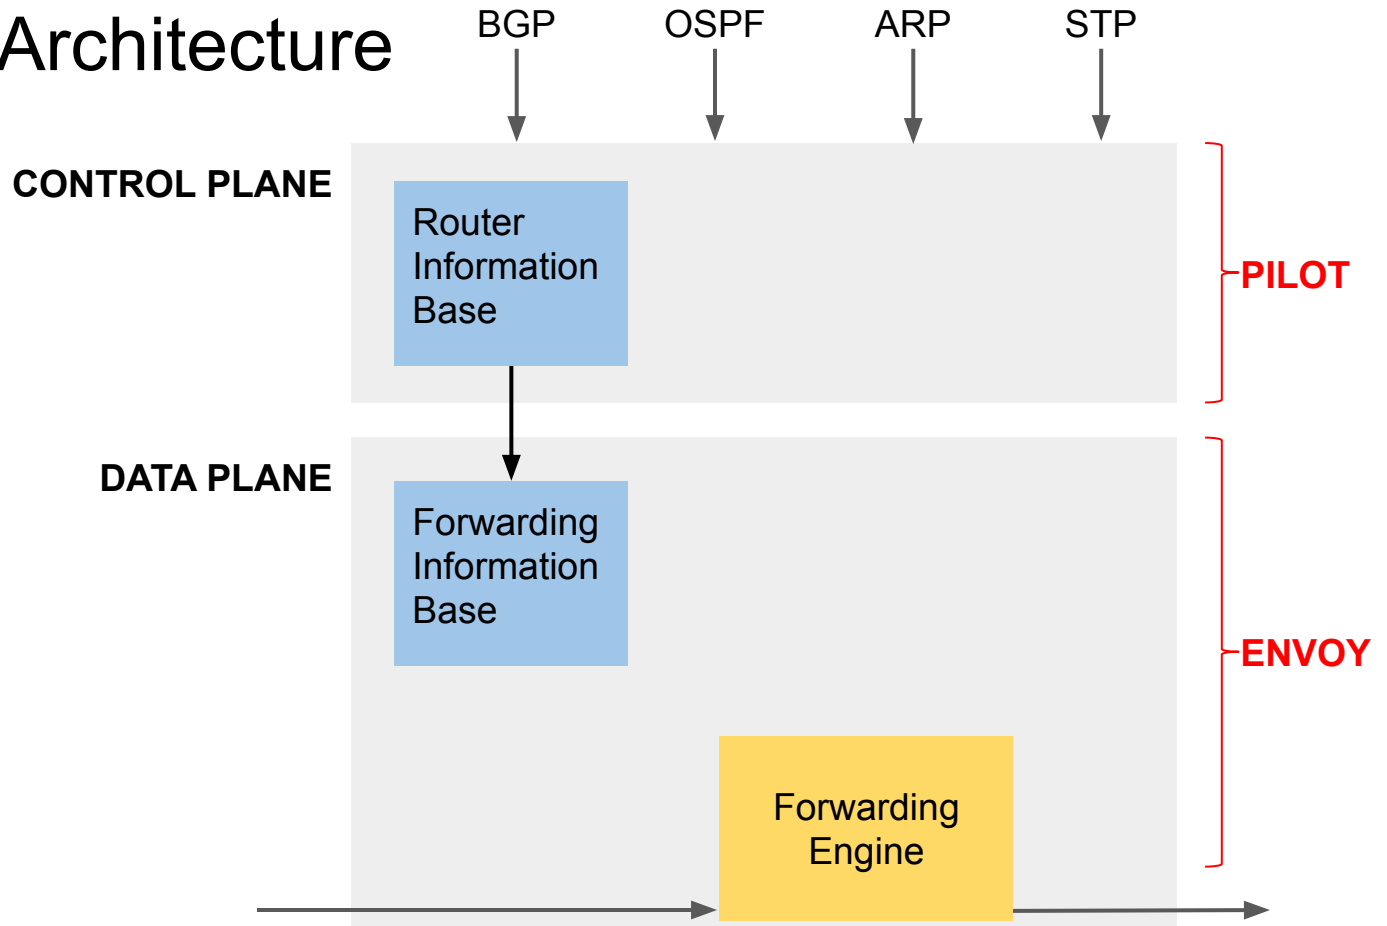 Architecture
BGP OSPF ARP STP
CONTROL PLANE
Router
Information
Base
PILOT
DATA PLANE
Forwarding
Information
Base
ENVOY
Forwarding
Engine